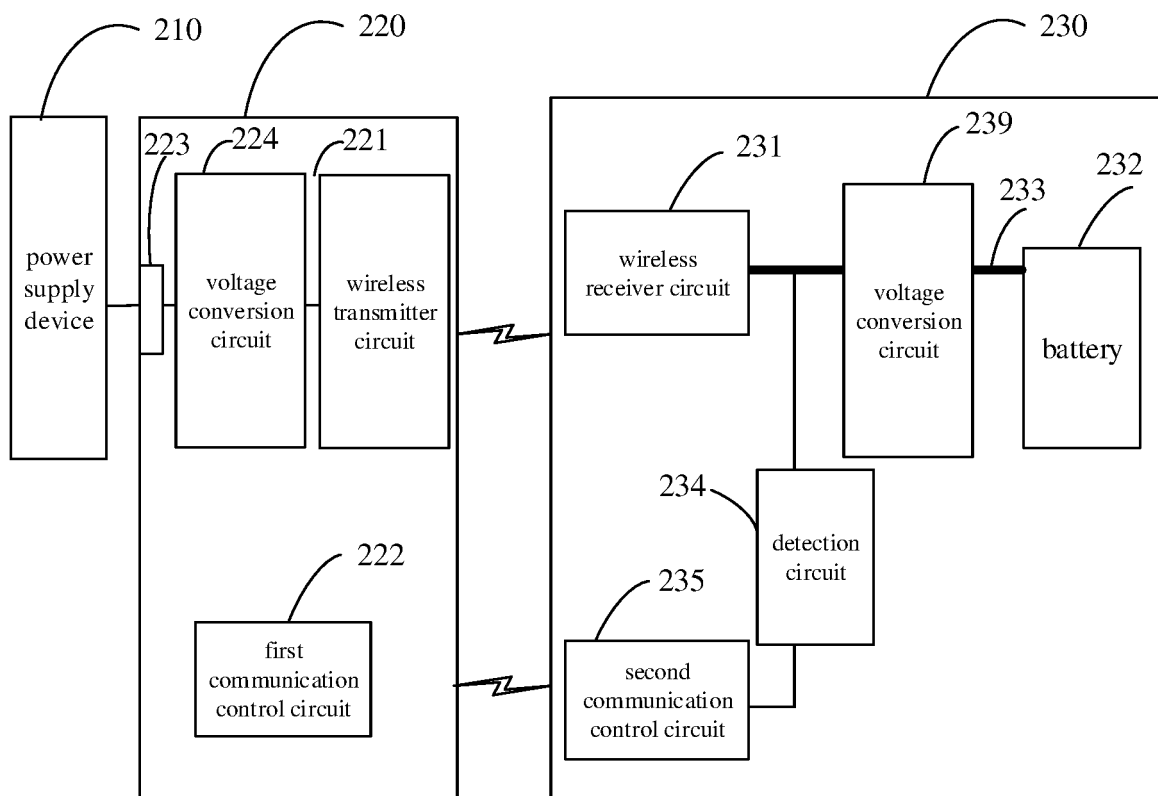 210
220
230
223
224
221
231
239
232
233
power
supply
device
voltage
conversion
circuit
wireless
transmitter
circuit
wireless
receiver circuit
voltage
conversion
circuit
battery
234
detection
circuit
222
235
first
communication
control circuit
second
communication
control circuit